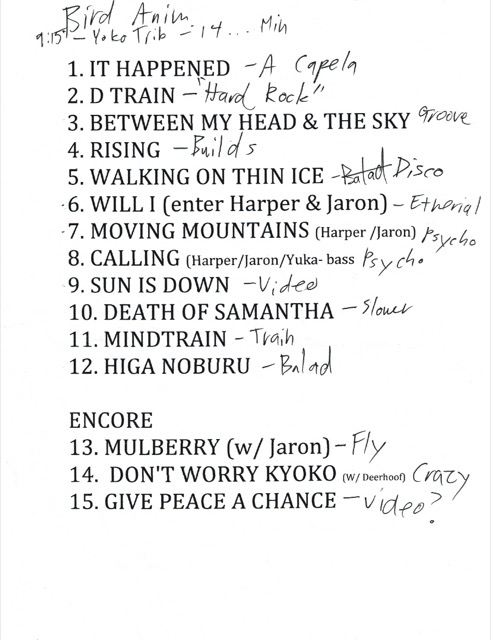 Bird Anim
9:15 - Yoko Trib - 14 ... Min
1. IT HAPPENED - A Capela
2. D TRAIN - "Hard Rock"
3. BETWEEN MY HEAD & THE SKY Groove
4. RISING - Builds
5. WALKING ON THIN ICE - Disco
6. WILL I (enter Harper & Jaron) - Etherial
7. MOVING MOUNTAINS (Harper /Jaron) Psycho
8. CALLING (Harper/Jaron/Yuka- bass Psycho
9. SUN IS DOWN - Video
10. DEATH OF SAMANTHA - Slower
11. MINDTRAIN - Train
12. HIGA NOBURU - Balad
ENCORE
13. MULBERRY (w/ Jaron) - Fly
14. DON'T WORRY KYOKO (W/ Deerhoof) Crazy
15. GIVE PEACE A CHANCE - Video?